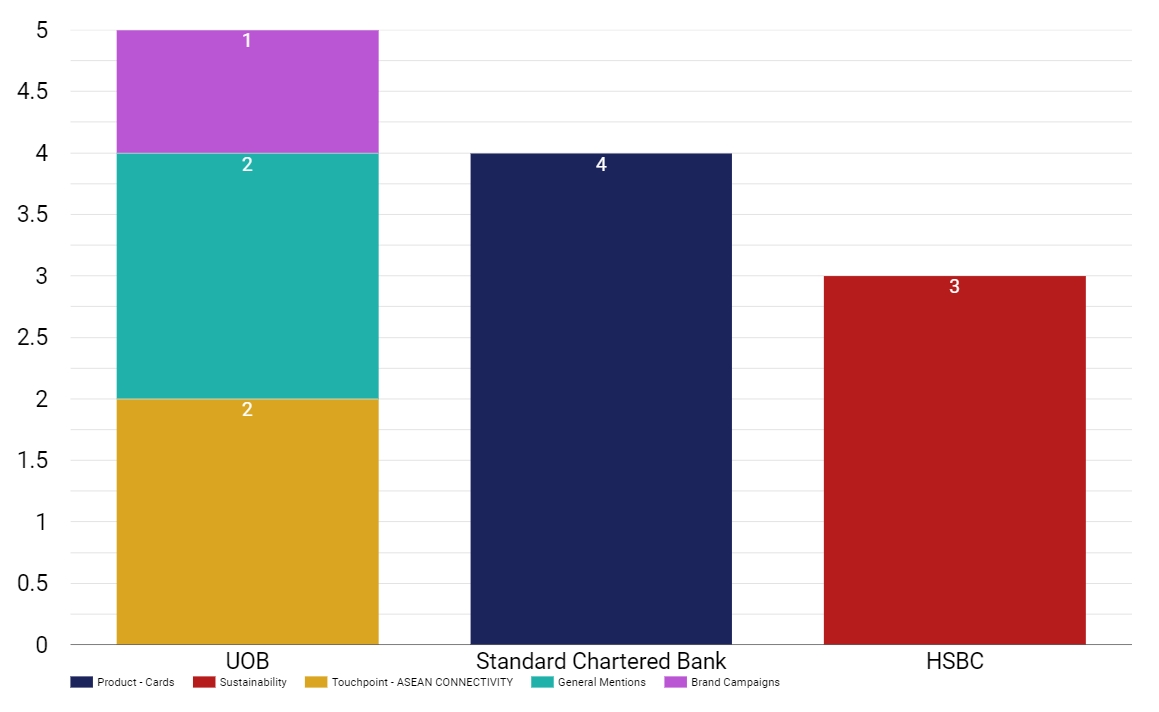 5
4.5
4
3.5
3
2.5
2
1.5
1
0.5
0
1
2
2
4
3
UOB
Standard Chartered Bank
HSBC
Product - Cards
Sustainability
Touchpoint - ASEAN CONNECTIVITY
General Mentions
Brand Campaigns